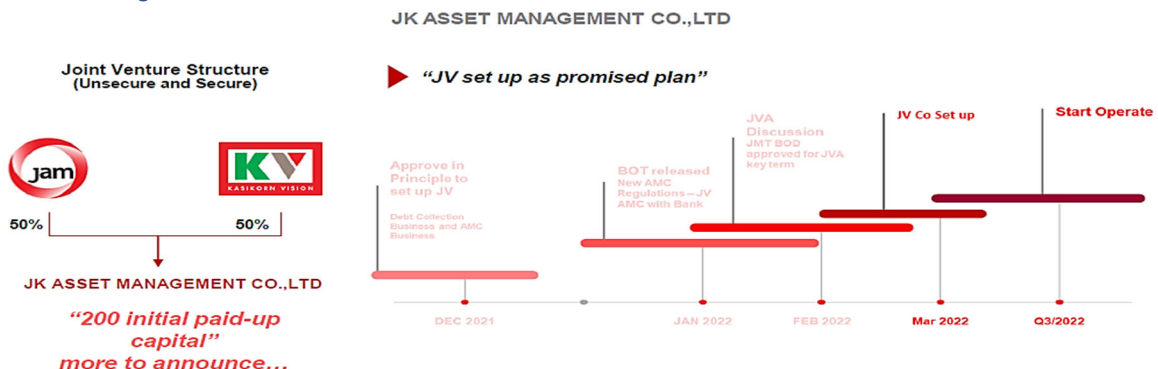 JK ASSET MANAGEMENT CO.,LTD
Joint Venture Structure
(Unsecure and Secure)
jam
KV
KASIKORN VISION
50%
50%
JK ASSET MANAGEMENT CO.,LTD
“200 initial paid-up
capital”
more to announce…
“JV set up as promised plan”
Approve in
Principle to
set up JV
Debt Collection
Business and AMC
Business
BOT released
New AMC
Regulations – JV
AMC with Bank
JVA
Discussion
JMT BOD
approved for JVA
key term
JV Co Set up
Start Operate
DEC 2021
JAN 2022
FEB 2022
Mar 2022
Q3/2022